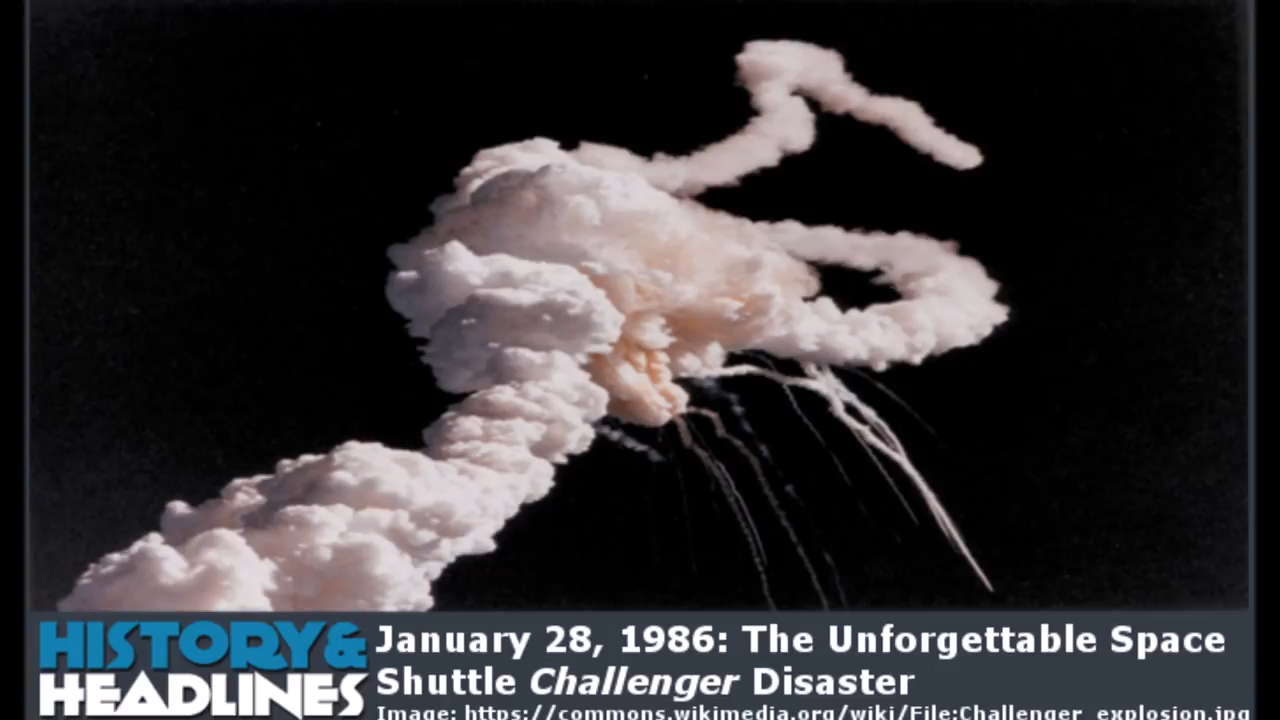 HISTORY&
HEADLINES
January 28, 1986: The Unforgettable Space
Shuttle Challenger Disaster
Image: https://commons.wikimedia.org/wiki/File:Challenger_explosion.jpg